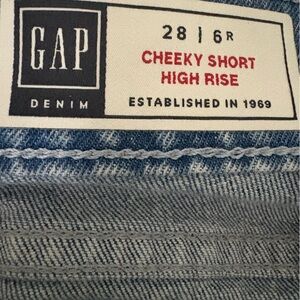 GAP
DENIM
28 | 6R
CHEEKY SHORT
HIGH RISE
ESTABLISHED IN 1969